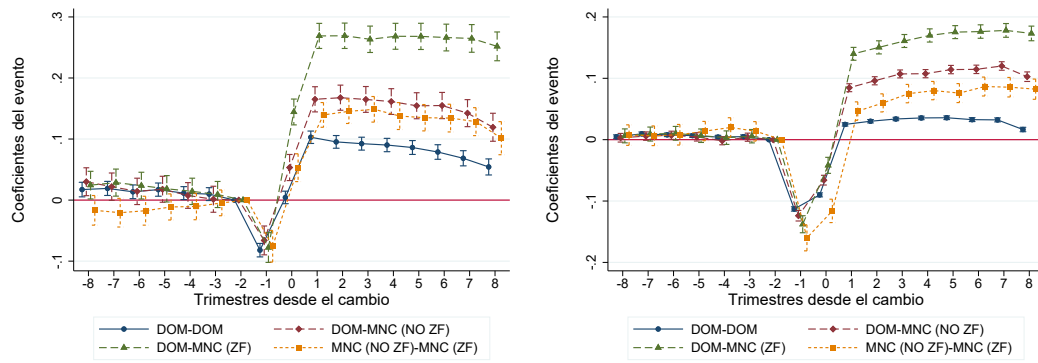 Coeficientes del evento
.3
.2
.1
0
-.1
-8 -7 -6 -5 -4 -3 -2 -1 0 1 2 3 4 5 6 7 8
Trimestres desde el cambio
DOM-DOM DOM-MNC (NO ZF)
DOM-MNC (ZF) MNC (NO ZF)-MNC (ZF)
Coeficientes del evento
.2
.1
0
-.1
-.2
-8 -7 -6 -5 -4 -3 -2 -1 0 1 2 3 4 5 6 7 8
Trimestres desde el cambio
DOM-DOM DOM-MNC (NO ZF)
DOM-MNC (ZF) MNC (NO ZF)-MNC (ZF)